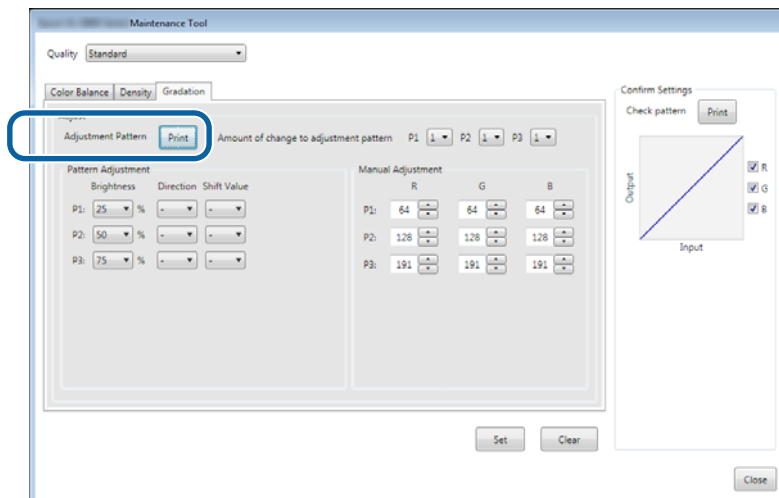 Maintenance Tool
Quality Standard
Color Balance Density Gradation
Adjustment Pattern Print Amount of change to adjustment pattern P1 1 P2 1 P3 1
Pattern Adjustment
Brightness Direction Shift Value
P1: 25 % - -
P2: 50 % - -
P3: 75 % - -
Manual Adjustment
R G B
P1: 64 64 64
P2: 128 128 128
P3: 191 191 191
Set Clear
Confirm Settings
Check pattern Print
Output
Input
R
G
B
Close